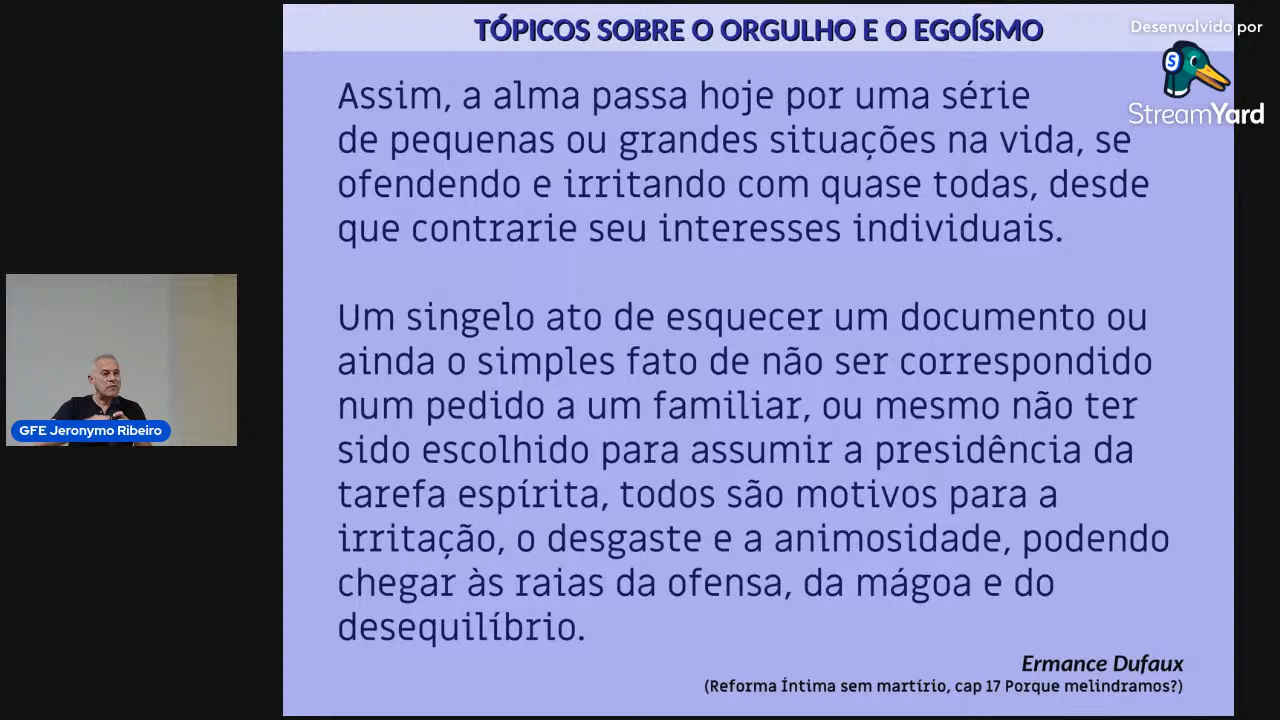 TÓPICOS SOBRE O ORGULHO E O EGOÍSMO
Desenvolvido por
StreamYard
Assim, a alma passa hoje por uma série
de pequenas ou grandes situações na vida, se
ofendendo e irritando com quase todas, desde
que contrarie seu interesses individuais.
Um singelo ato de esquecer um documento ou
ainda o simples fato de não ser correspondido
num pedido a um familiar, ou mesmo não ter
sido escolhido para assumir a presidência da
tarefa espírita, todos são motivos para a
irritação, o desgaste e a animosidade, podendo
chegar às raias da ofensa, da mágoa e do
desequilíbrio.
Ermance Dufaux
(Reforma Íntima sem martírio, cap 17 Porque melindramos?)
GFE Jeronymo Ribeiro